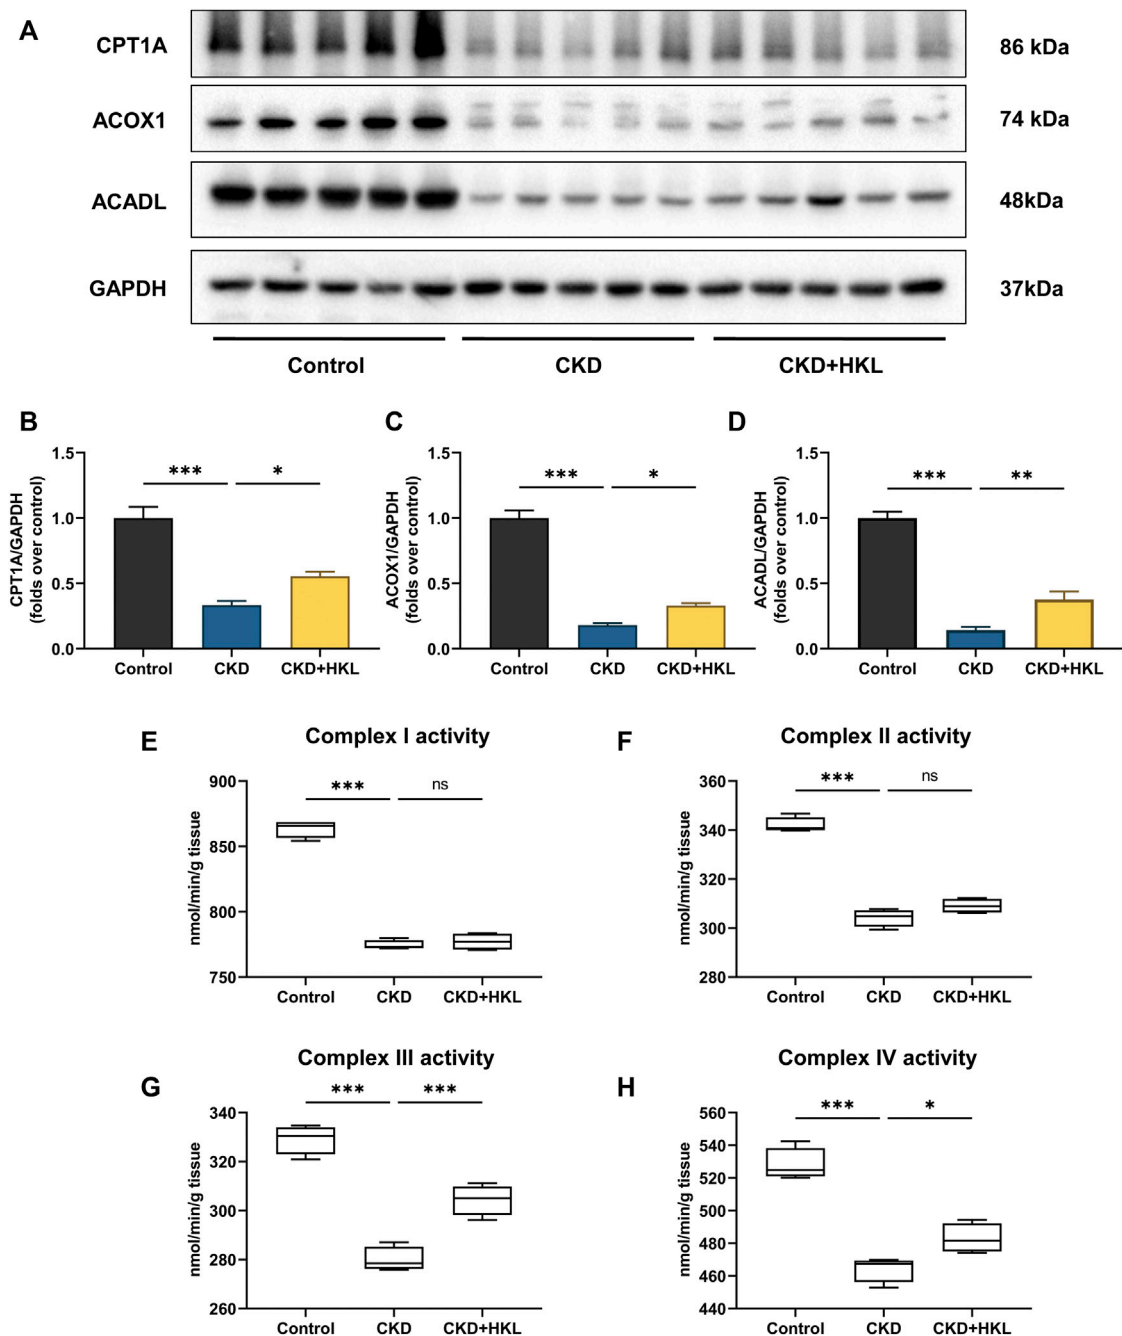 A
CPT1A
86 kDa
ACOX1
74 kDa
ACADL
48kDa
GAPDH
37kDa
Control
CKD
CKD+HKL
B
CPT1A/GAPDH
(folds over control)
1.5
1.0
0.5
0.0
***
*
Control
CKD
CKD+HKL
C
ACOX1/GAPDH
(folds over control)
1.5
1.0
0.5
0.0
***
*
Control
CKD
CKD+HKL
D
ACADL/GAPDH
(folds over control)
1.5
1.0
0.5
0.0
***
**
Control
CKD
CKD+HKL
E
Complex I activity
nmol/min/g tissue
900
850
800
750
***
ns
Control
CKD
CKD+HKL
F
Complex II activity
nmol/min/g tissue
360
340
320
300
280
***
ns
Control
CKD
CKD+HKL
G
Complex III activity
nmol/min/g tissue
340
320
300
280
260
***
***
Control
CKD
CKD+HKL
H
Complex IV activity
nmol/min/g tissue
560
540
520
500
480
460
440
***
*
Control
CKD
CKD+HKL